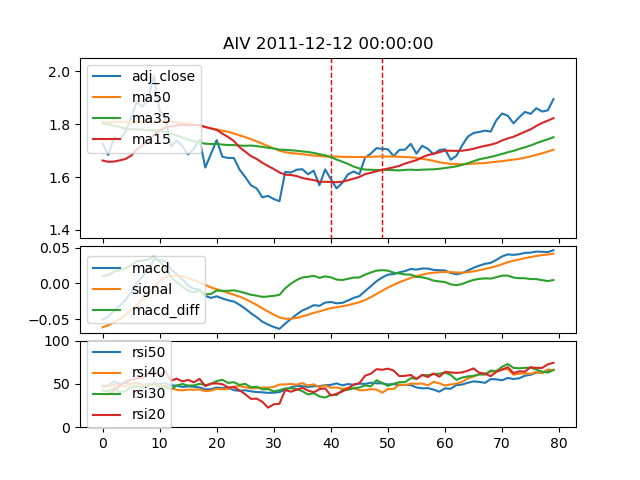 AIV 2011-12-12 00:00:00
2.0
1.8
1.6
1.4
adj_close
ma50
ma35
ma15
0.05
0.00
−0.05
macd
signal
macd_diff
100
50
0
rsi50
rsi40
rsi30
rsi20
0 10 20 30 40 50 60 70 80